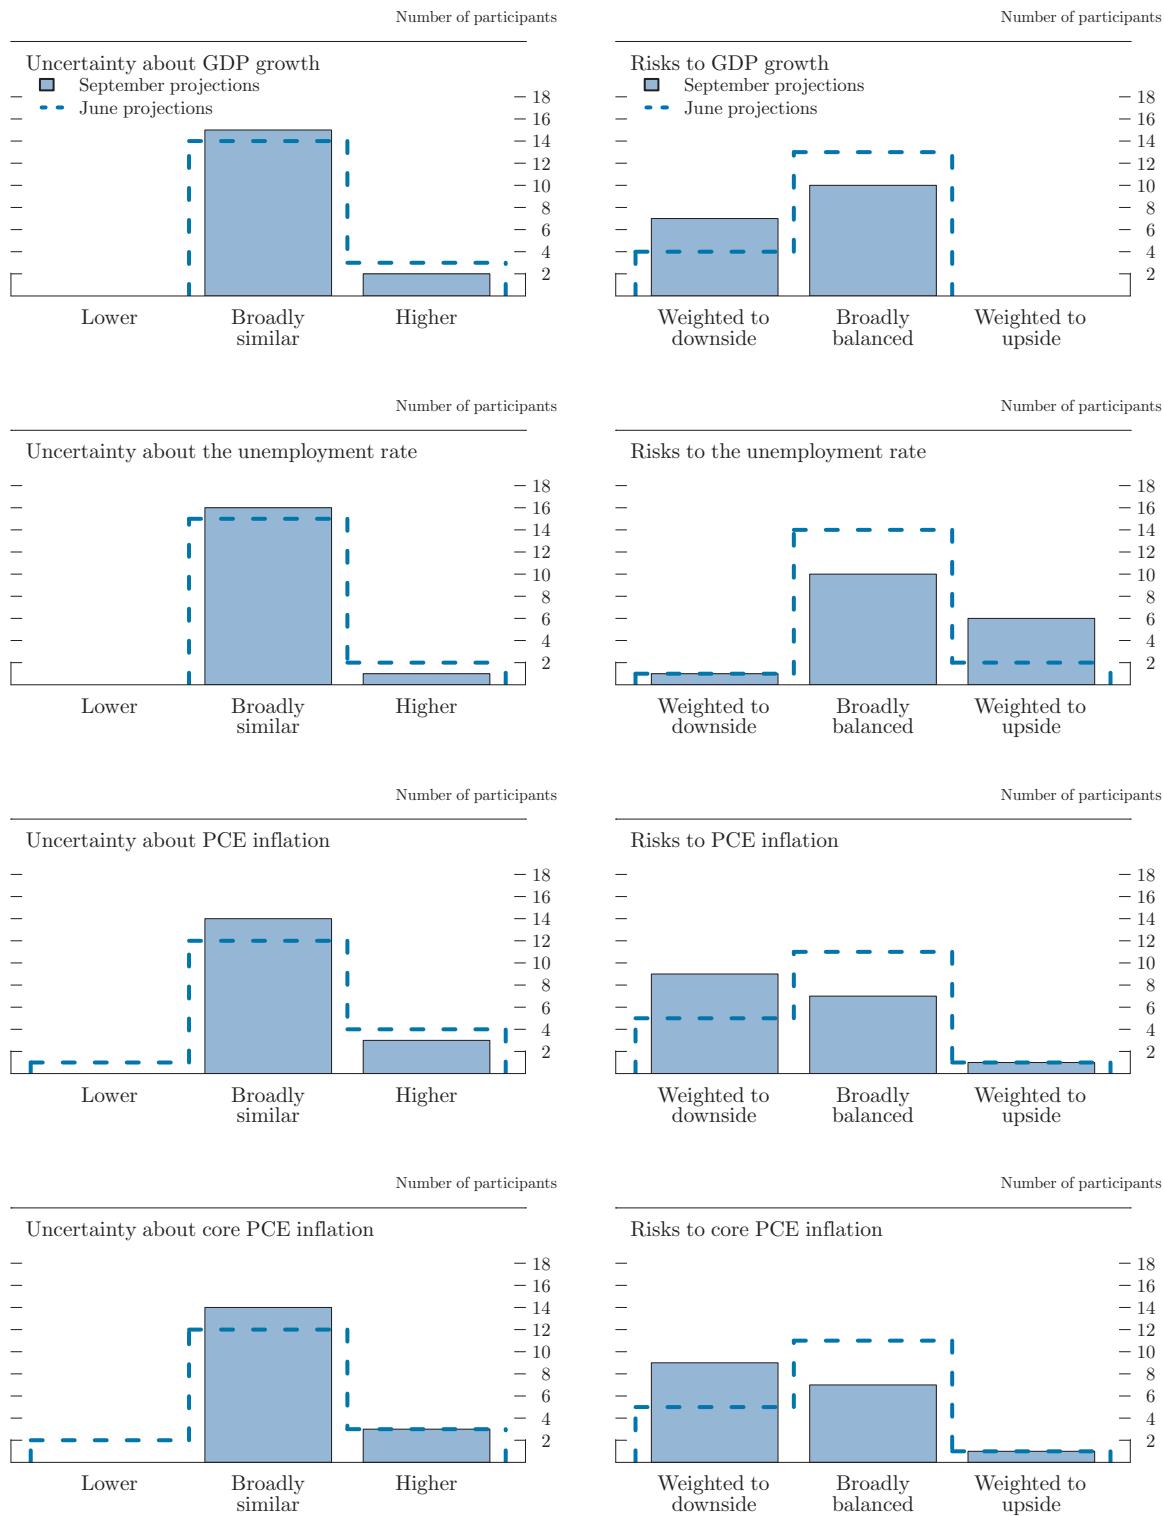 Number of participants
Uncertainty about GDP growth
September projections
June projections
18
16
14
12
10
8
6
4
2
Lower
Broadly
similar
Higher
Number of participants
Risks to GDP growth
September projections
June projections
18
16
14
12
10
8
6
4
2
Weighted to
downside
Broadly
balanced
Weighted to
upside
Number of participants
Uncertainty about the unemployment rate
18
16
14
12
10
8
6
4
2
Lower
Broadly
similar
Higher
Number of participants
Risks to the unemployment rate
18
16
14
12
10
8
6
4
2
Weighted to
downside
Broadly
balanced
Weighted to
upside
Number of participants
Uncertainty about PCE inflation
18
16
14
12
10
8
6
4
2
Lower
Broadly
similar
Higher
Number of participants
Risks to PCE inflation
18
16
14
12
10
8
6
4
2
Weighted to
downside
Broadly
balanced
Weighted to
upside
Number of participants
Uncertainty about core PCE inflation
18
16
14
12
10
8
6
4
2
Lower
Broadly
similar
Higher
Number of participants
Risks to core PCE inflation
18
16
14
12
10
8
6
4
2
Weighted to
downside
Broadly
balanced
Weighted to
upside